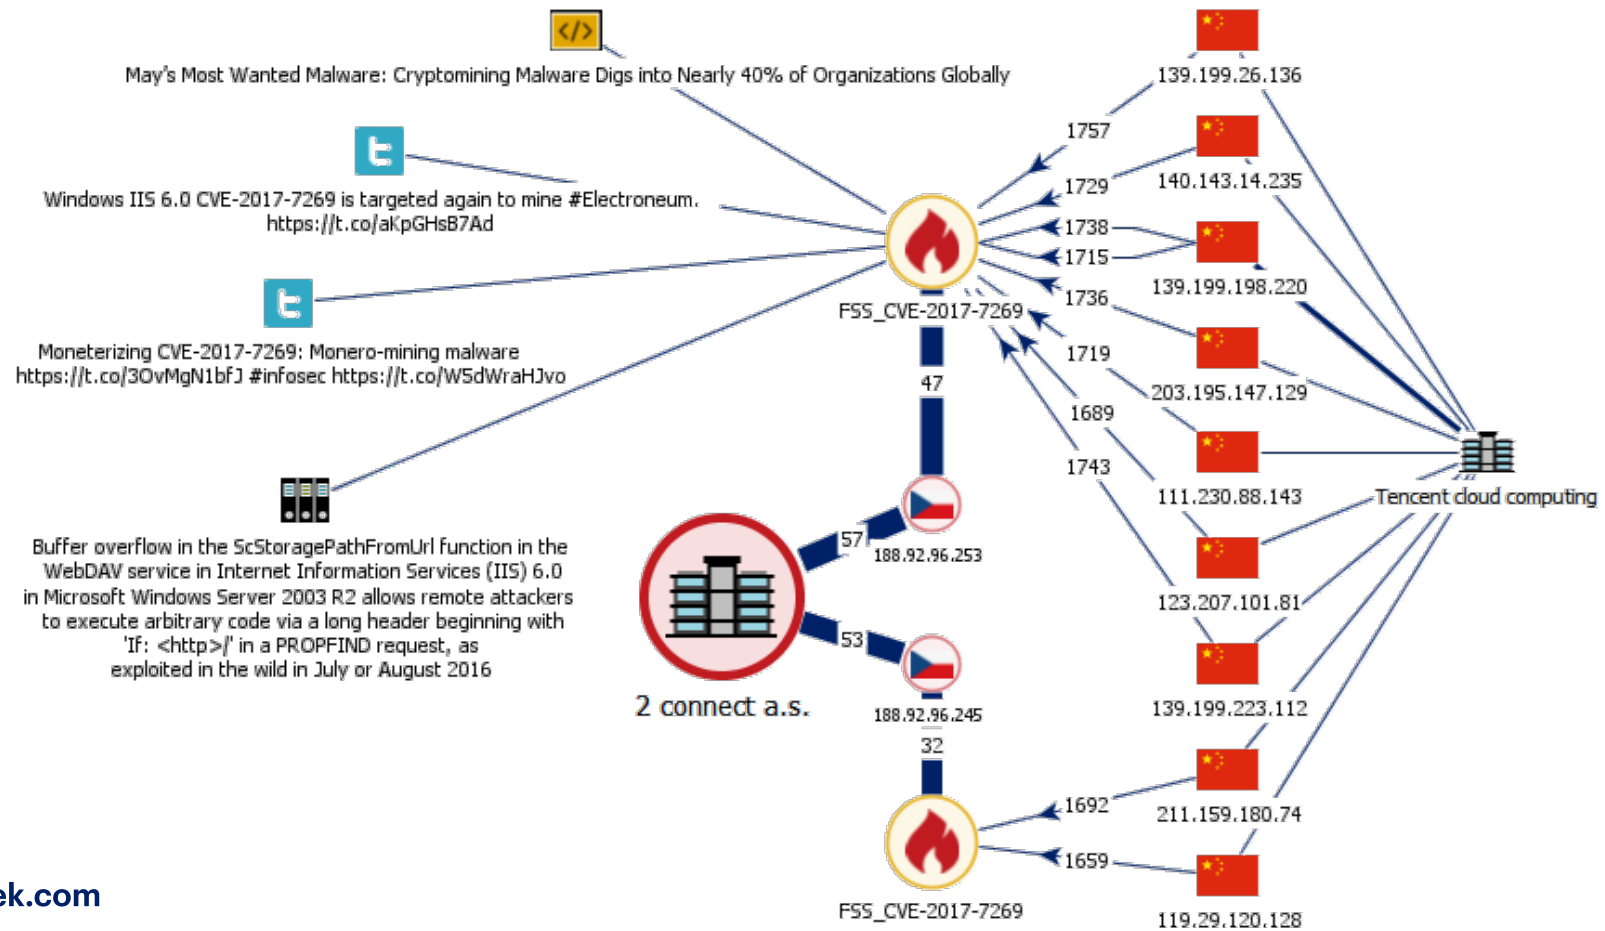 May's Most Wanted Malware: Cryptomining Malware Digs into Nearly 40% of Organizations Globally
Windows IIS 6.0 CVE-2017-7269 is targeted again to mine #Electroneum.
https://t.co/aKpGHsB7Ad
Moneterizing CVE-2017-7269: Monero-mining malware
https://t.co/3OvMgN1bfJ #infosec https://t.co/W5dWraHJvo
Buffer overflow in the ScStoragePathFromUrl function in the
WebDAV service in Internet Information Services (IIS) 6.0
in Microsoft Windows Server 2003 R2 allows remote attackers
to execute arbitrary code via a long header beginning with
'If: <http>/' in a PROPFIND request, as
exploited in the wild in July or August 2016
FSS_CVE-2017-7269
47
57
188.92.96.253
53
2 connect a.s.
188.92.96.245
32
FSS_CVE-2017-7269
1757
1729
1738
1715
1736
1719
1689
1743
1692
1659
139.199.26.136
140.143.14.235
139.199.198.220
203.195.147.129
111.230.88.143
123.207.101.81
139.199.223.112
211.159.180.74
119.29.120.128
Tencent cloud computing
ek.com